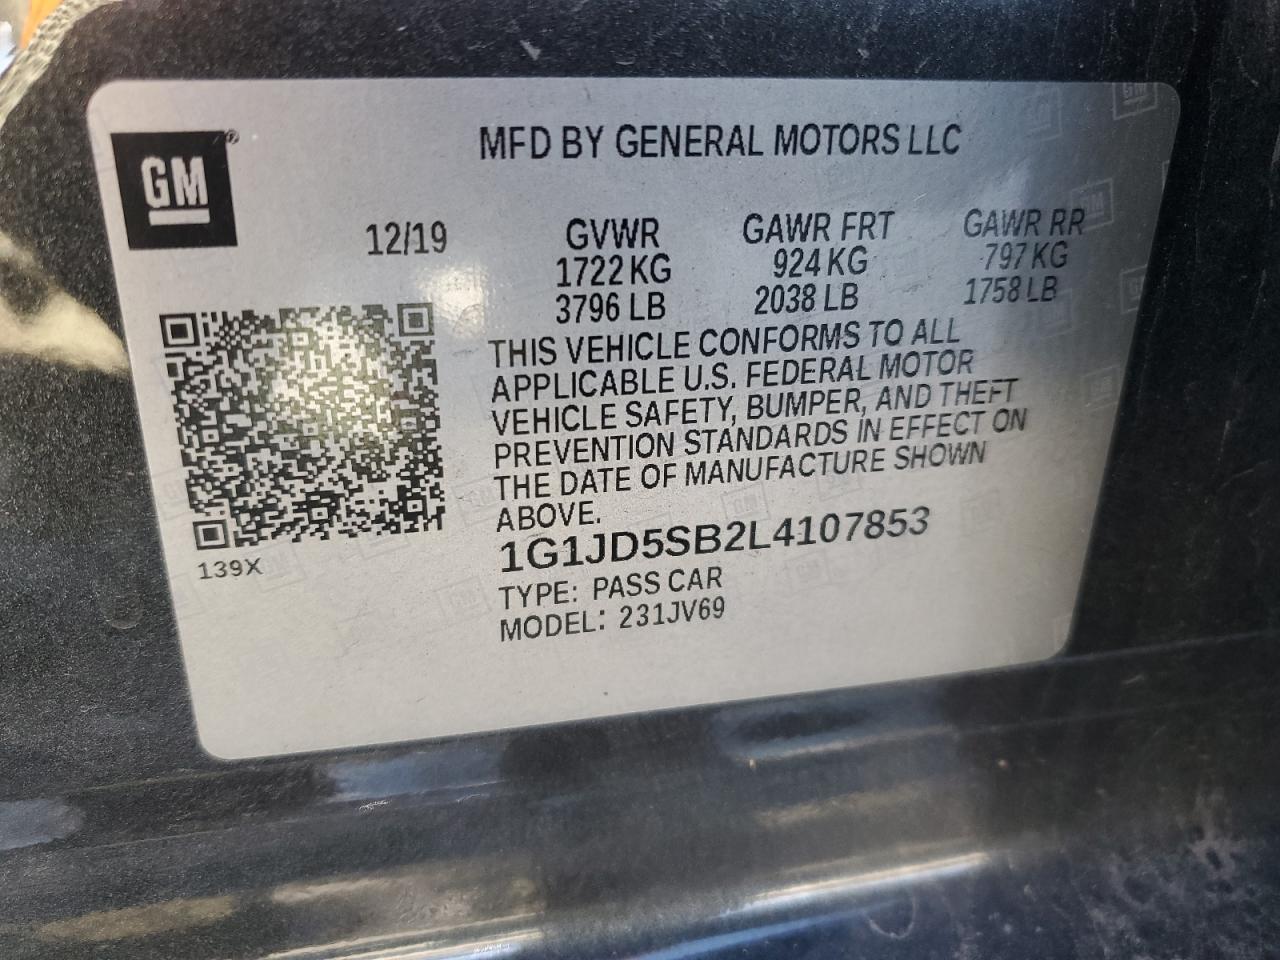 GM
MFD BY GENERAL MOTORS LLC
12/19 GVWR GAWR FRT GAWR RR
1722 KG 924 KG 797 KG
3796 LB 2038 LB 1758 LB
THIS VEHICLE CONFORMS TO ALL
APPLICABLE U.S. FEDERAL MOTOR
VEHICLE SAFETY, BUMPER, AND THEFT
PREVENTION STANDARDS IN EFFECT ON
THE DATE OF MANUFACTURE SHOWN
ABOVE.
1G1JD5SB2L4107853
139X
TYPE: PASS CAR
MODEL: 231JV69